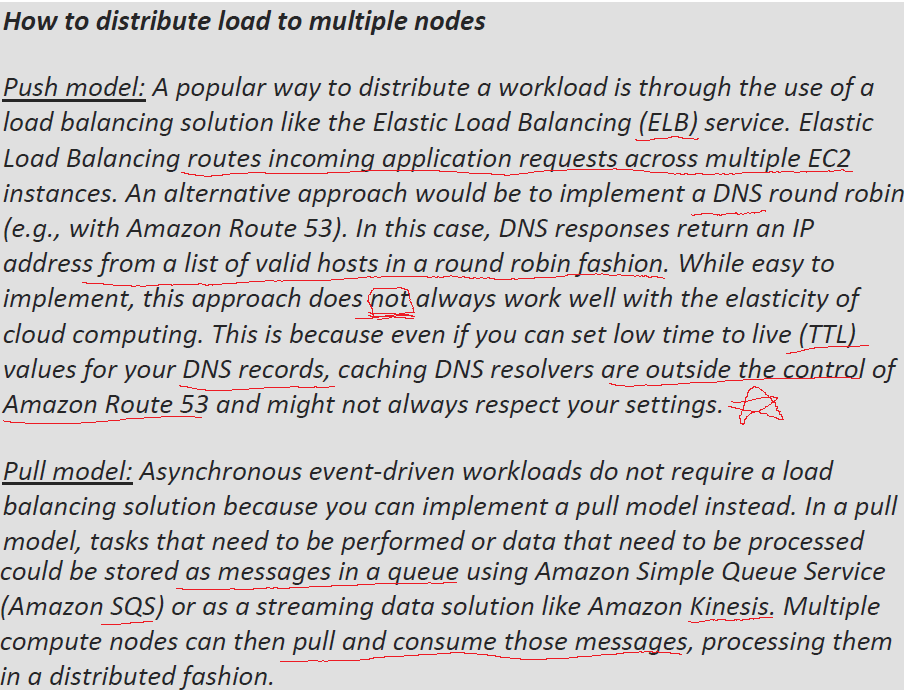 How to distribute load to multiple nodes
Push model: A popular way to distribute a workload is through the use of a
load balancing solution like the Elastic Load Balancing (ELB) service. Elastic
Load Balancing routes incoming application requests across multiple EC2
instances. An alternative approach would be to implement a DNS round robin
(e.g., with Amazon Route 53). In this case, DNS responses return an IP
address from a list of valid hosts in a round robin fashion. While easy to
implement, this approach does not always work well with the elasticity of
cloud computing. This is because even if you can set low time to live (TTL)
values for your DNS records, caching DNS resolvers are outside the control of
Amazon Route 53 and might not always respect your settings.
Pull model: Asynchronous event-driven workloads do not require a load
balancing solution because you can implement a pull model instead. In a pull
model, tasks that need to be performed or data that need to be processed
could be stored as messages in a queue using Amazon Simple Queue Service
(Amazon SQS) or as a streaming data solution like Amazon Kinesis. Multiple
compute nodes can then pull and consume those messages, processing them
in a distributed fashion.